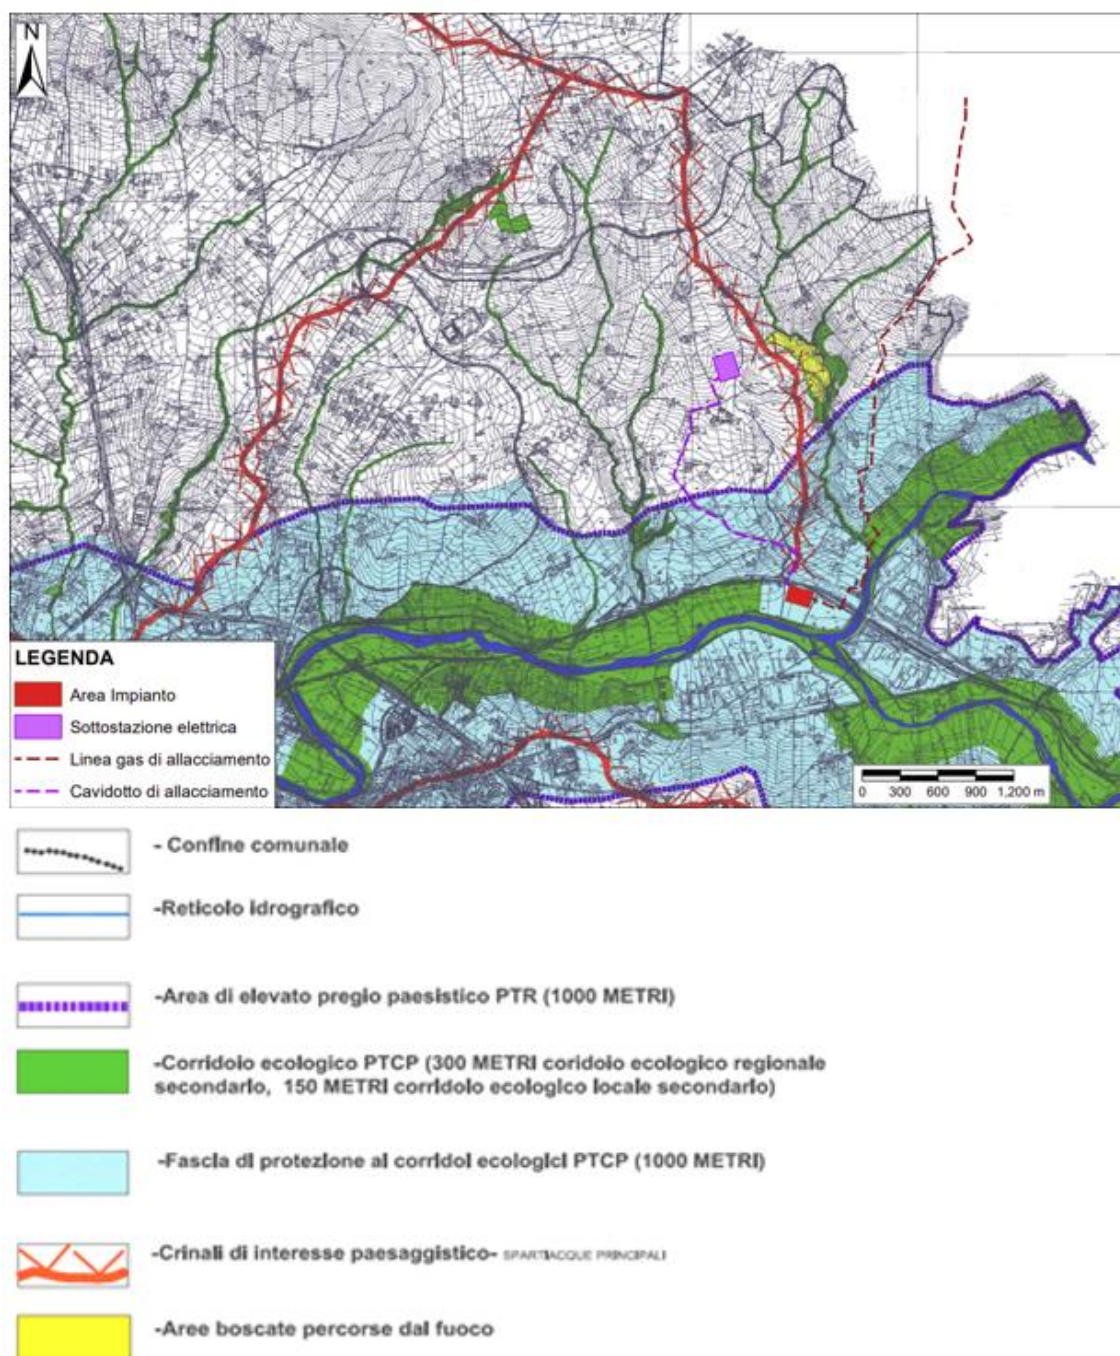 N
LEGENDA
Area Impianto
Sottostazione elettrica
Linea gas di allacciamento
Cavidotto di allacciamento
0 300 600 900 1,200 m
- Confine comunale
-Reticolo idrografico
-Area di elevato pregio paesistico PTR (1000 METRI)
-Corridoio ecologico PTCP (300 METRI coridoio ecologico regionale
secondario, 150 METRI corridoio ecologico locale secondario)
-Fascia di protezione ai corridoi ecologici PTCP (1000 METRI)
-Crinali di interesse paesaggistico- SPARTIACQUE PRINCIPALI
-Aree boscate percorse dal fuoco